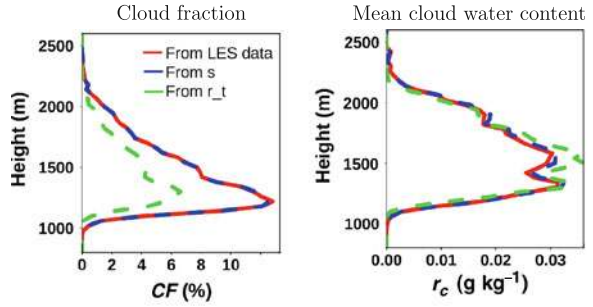 Cloud fraction
2500
2000
1500
1000
Height (m)
From LES data
From s
From r_t
0 2 4 6 8 10
CF (%)
Mean cloud water content
2500
2000
1500
1000
Height (m)
0.00 0.01 0.02 0.03
r_c (g kg⁻¹)